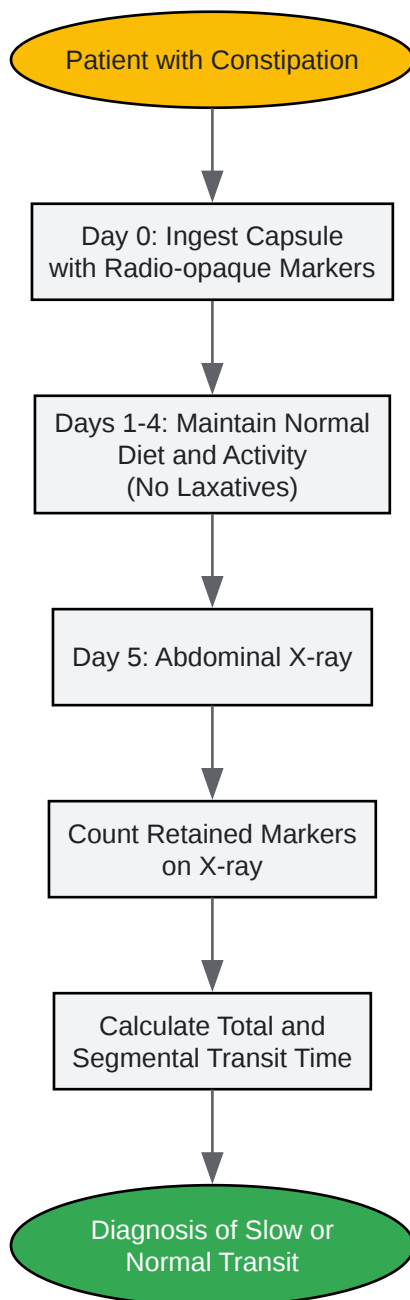 Patient with Constipation
Day 0: Ingest Capsule
with Radio-opaque Markers
Days 1-4: Maintain Normal
Diet and Activity
(No Laxatives)
Day 5: Abdominal X-ray
Count Retained Markers
on X-ray
Calculate Total and
Segmental Transit Time
Diagnosis of Slow or
Normal Transit